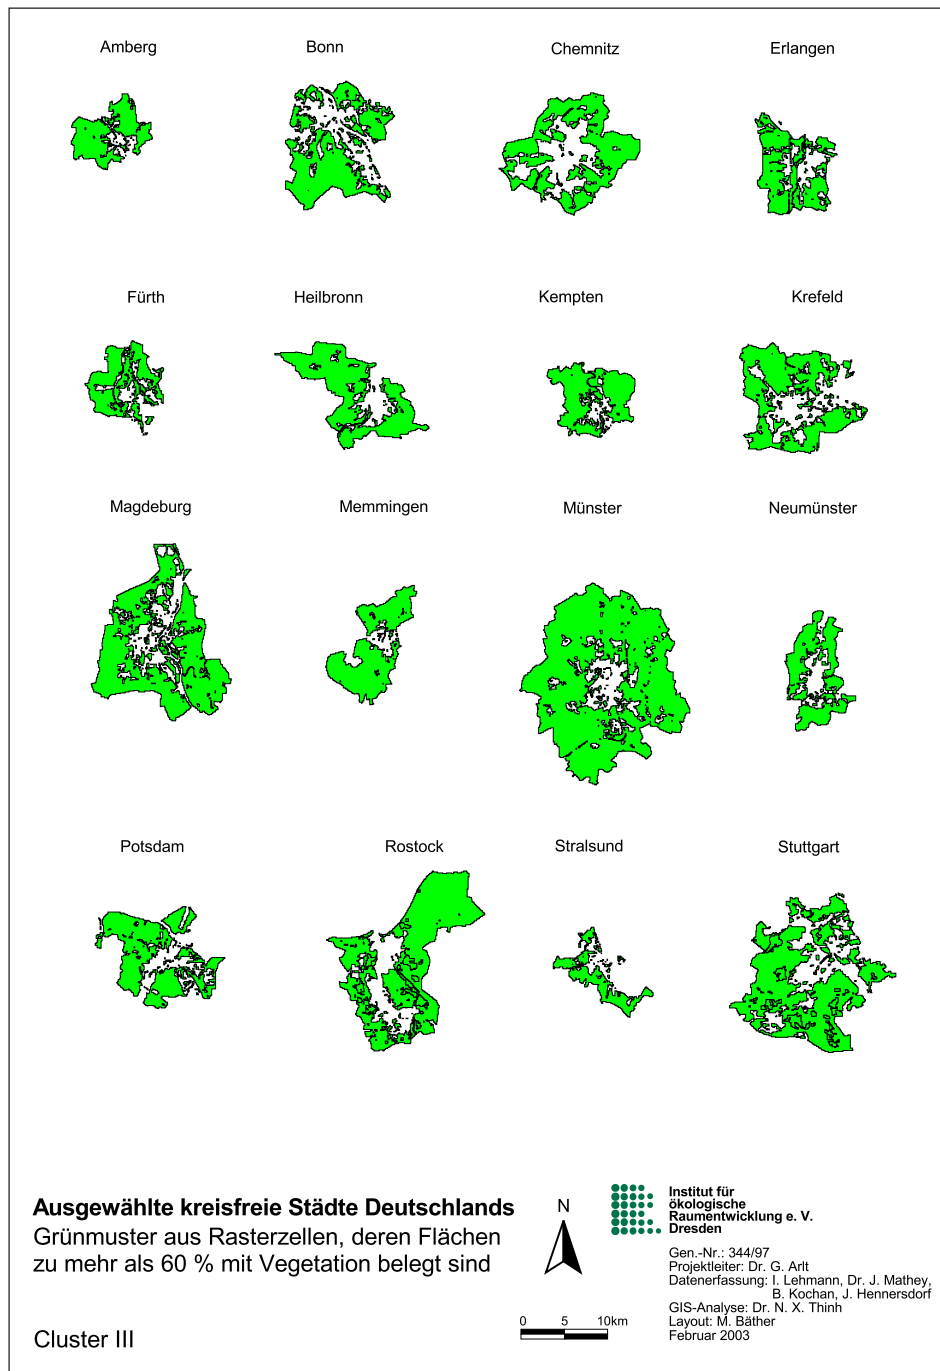 Amberg Bonn Chemnitz Erlangen
Fürth Heilbronn Kempten Krefeld
Magdeburg Memmingen Münster Neumünster
Potsdam Rostock Stralsund Stuttgart
Ausgewählte kreisfreie Städte Deutschlands
Grünmuster aus Rasterzellen, deren Flächen
zu mehr als 60 % mit Vegetation belegt sind
Cluster III
N
0 5 10km
Institut für
ökologische
Raumentwicklung e. V.
Dresden
Gen.-Nr.: 344/97
Projektleiter: Dr. G. Arlt
Datenerfassung: I. Lehmann, Dr. J. Mathey,
B. Kochan, J. Hennersdorf
GIS-Analyse: Dr. N. X. Thinh
Layout: M. Bäther
Februar 2003